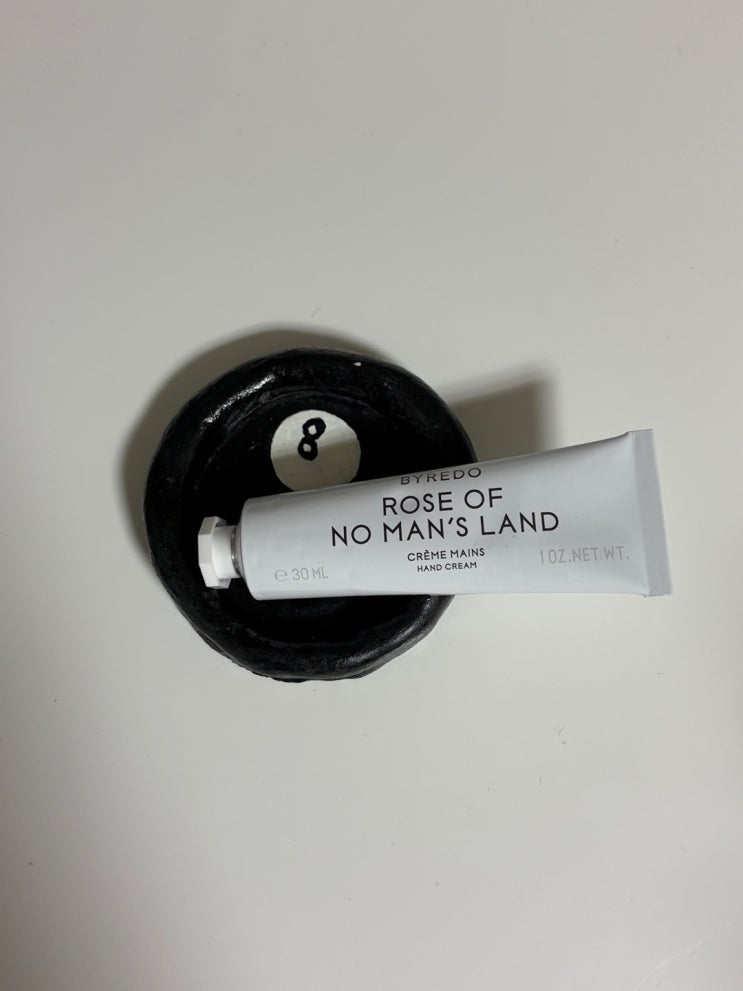 8
BYREDO
ROSE OF
NO MAN'S LAND
CRÈME MAINS
HAND CREAM
℮ 30 ML
1 OZ. NET WT.